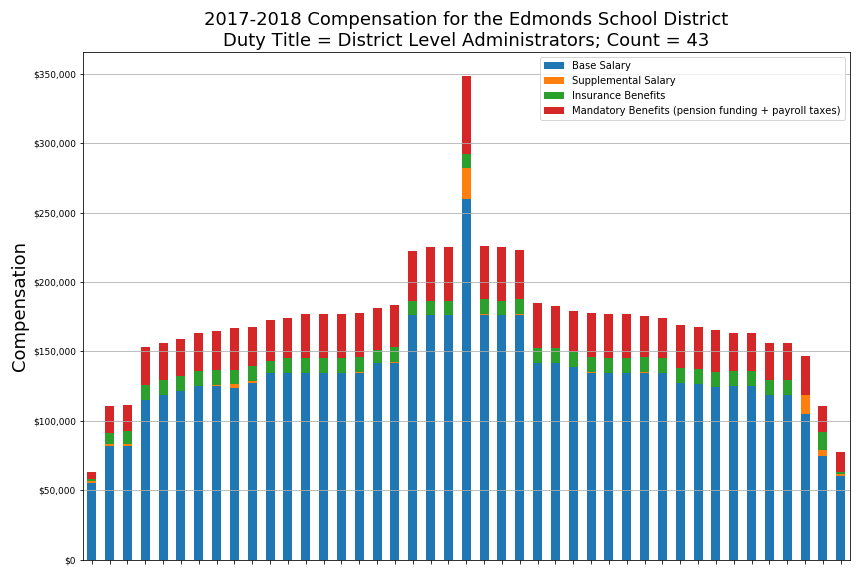 2017-2018 Compensation for the Edmonds School District
Duty Title = District Level Administrators; Count = 43
Base Salary
Supplemental Salary
Insurance Benefits
Mandatory Benefits (pension funding + payroll taxes)
Compensation
$350,000
$300,000
$250,000
$200,000
$150,000
$100,000
$50,000
$0